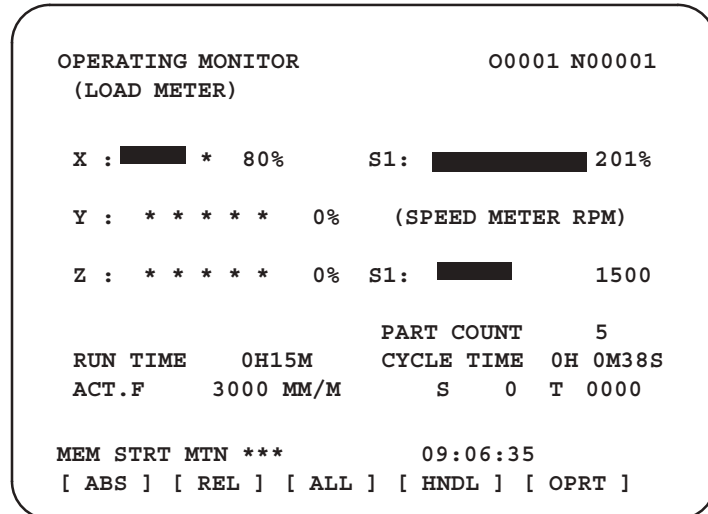 OPERATING MONITOR O0001 N00001
(LOAD METER)
X : * 80% S1: 201%
Y : * * * * * 0% (SPEED METER RPM)
Z : * * * * * 0% S1: 1500
PART COUNT 5
RUN TIME 0H15M CYCLE TIME 0H 0M38S
ACT.F 3000 MM/M S 0 T 0000
MEM STRT MTN *** 09:06:35
[ ABS ] [ REL ] [ ALL ] [ HNDL ] [ OPRT ]